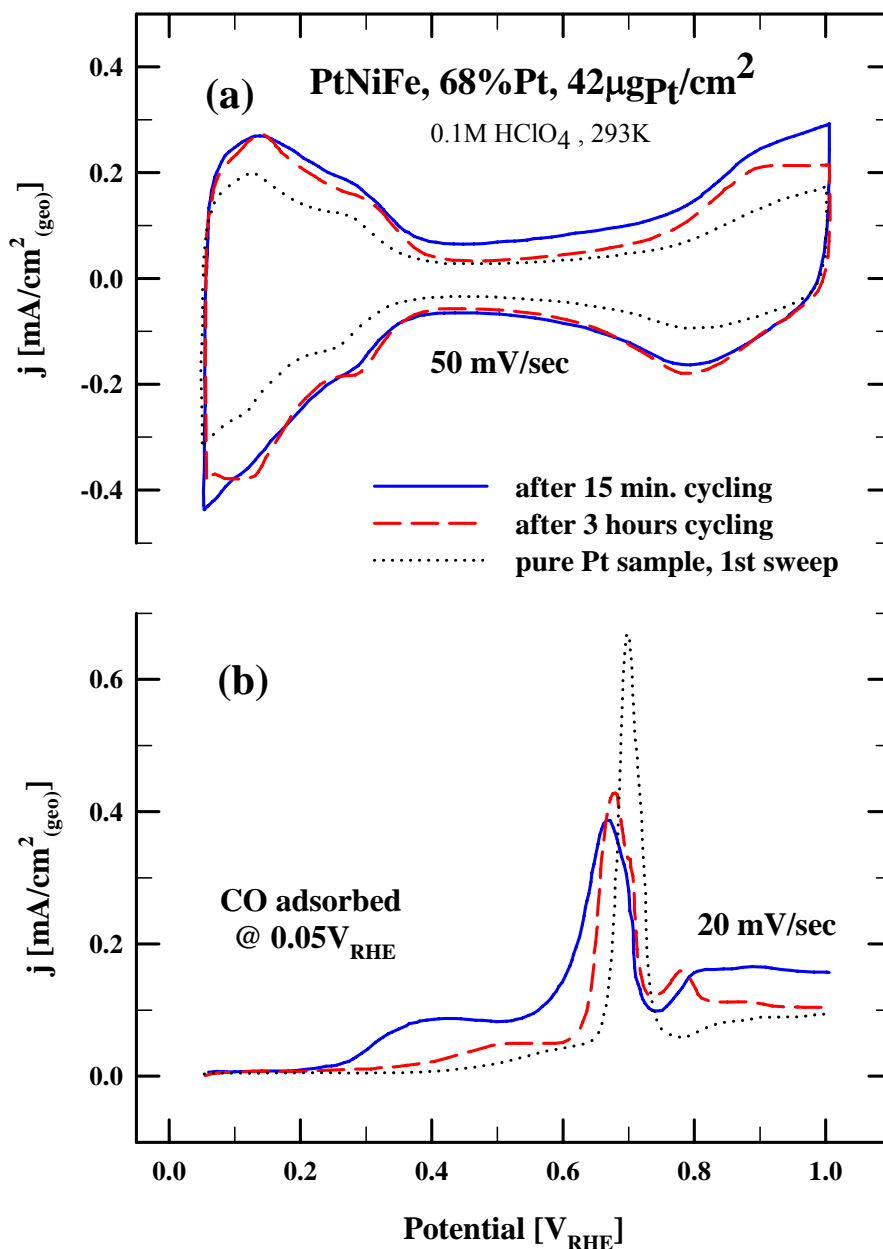 (a)
PtNiFe, 68%Pt, 42μgPt/cm2
0.1M HClO4 , 293K
0.4
0.2
0.0
-0.2
-0.4
j [mA/cm2(geo)]
50 mV/sec
after 15 min. cycling
after 3 hours cycling
pure Pt sample, 1st sweep
(b)
0.6
0.4
0.2
0.0
j [mA/cm2(geo)]
CO adsorbed
@ 0.05VRHE
20 mV/sec
0.0 0.2 0.4 0.6 0.8 1.0
Potential [VRHE]